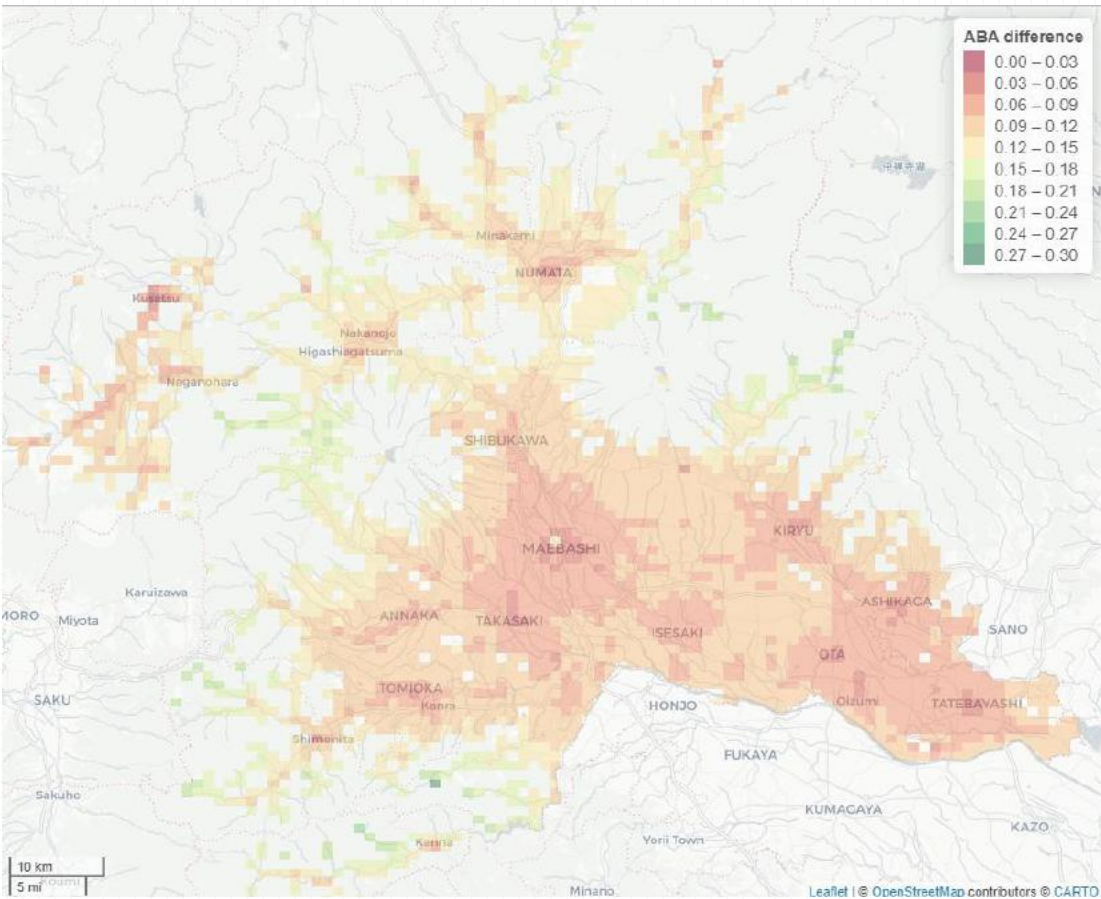 ABA difference
0.00 – 0.03
0.03 – 0.06
0.06 – 0.09
0.09 – 0.12
0.12 – 0.15
0.15 – 0.18
0.18 – 0.21
0.21 – 0.24
0.24 – 0.27
0.27 – 0.30
Minakami
NUMATA
Kusatsu
Nakanojo
Higashiagatsuma
Naganohara
SHIBUKAWA
KIRYU
MAEBASHI
Karuizawa
MORO
Miyota
ANNAKA
TAKASAKI
ISESAKI
ASHIKAGA
SANO
OTA
SAKU
TOMIOKA
Kanra
HONJO
Oizumi
TATEBAYASHI
Shimonita
FUKAYA
Sakuho
KUMAGAYA
KAZO
Kanna
Yorii Town
10 km
5 mi
Koumi
Minano
Leaflet | © OpenStreetMap contributors © CARTO